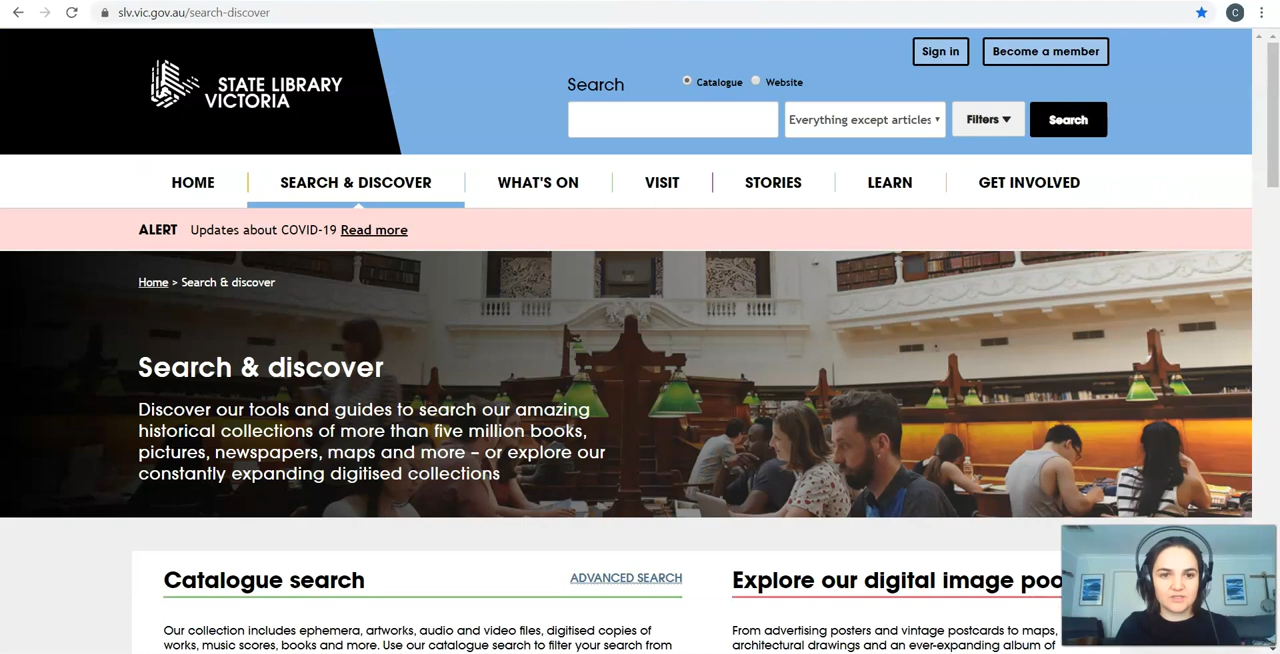 slv.vic.gov.au/search-discover
C
STATE LIBRARY
VICTORIA
Sign in
Become a member
Search
Catalogue
Website
Everything except articles
Filters
Search
HOME
SEARCH & DISCOVER
WHAT'S ON
VISIT
STORIES
LEARN
GET INVOLVED
ALERT Updates about COVID-19 Read more
Home > Search & discover
Search & discover
Discover our tools and guides to search our amazing
historical collections of more than five million books,
pictures, newspapers, maps and more – or explore our
constantly expanding digitised collections
Catalogue search
ADVANCED SEARCH
Our collection includes ephemera, artworks, audio and video files, digitised copies of
works, music scores, books and more. Use our catalogue search to filter your search from
Explore our digital image poo
From advertising posters and vintage postcards to maps,
architectural drawings and an ever-expanding album of